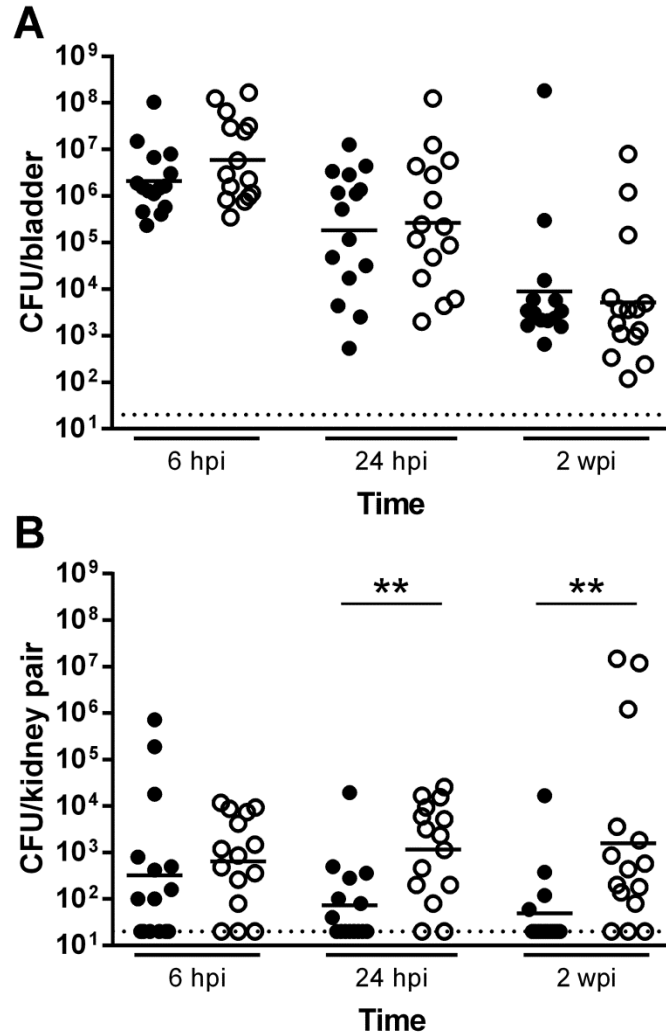 A
CFU/bladder
10⁹
10⁸
10⁷
10⁶
10⁵
10⁴
10³
10²
10¹
6 hpi
24 hpi
2 wpi
Time
B
CFU/kidney pair
10⁹
10⁸
10⁷
10⁶
10⁵
10⁴
10³
10²
10¹
**
**
6 hpi
24 hpi
2 wpi
Time